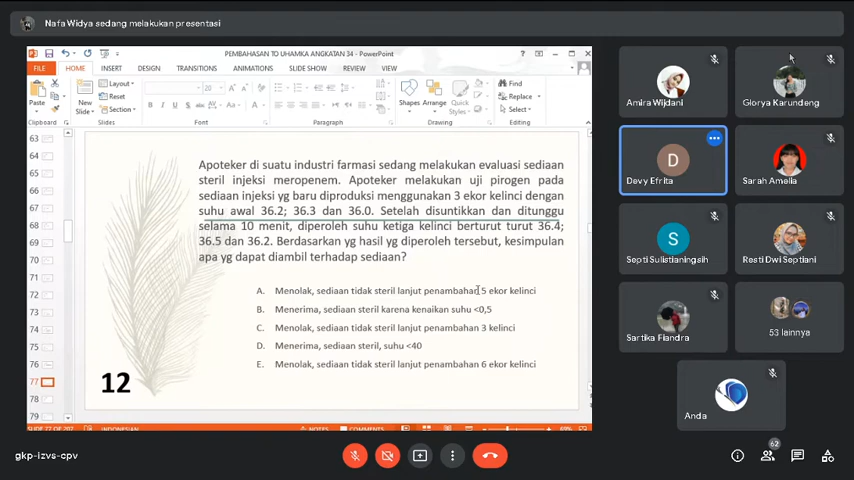 Nafa Widya sedang melakukan presentasi
PEMBAHASAN TO UHAMKA ANGKATAN 34 - PowerPoint
FILE HOME INSERT DESIGN TRANSITIONS ANIMATIONS SLIDE SHOW REVIEW VIEW
Paste
New Slide
Layout
Reset
Section
Shapes
Arrange
Quick Styles
Find
Replace
Select
Clipboard
Slides
Font
Paragraph
Drawing
Editing
63
64
65
66
67
68
69
70
71
72
73
74
75
76
77
78
79
Apoteker di suatu industri farmasi sedang melakukan evaluasi sediaan
steril injeksi meropenem. Apoteker melakukan uji pirogen pada
sediaan injeksi yg baru diproduksi menggunakan 3 ekor kelinci dengan
suhu awal 36.2; 36.3 dan 36.0. Setelah disuntikkan dan ditunggu
selama 10 menit, diperoleh suhu ketiga kelinci berturut turut 36.4;
36.5 dan 36.2. Berdasarkan yg hasil yg diperoleh tersebut, kesimpulan
apa yg dapat diambil terhadap sediaan?
A. Menolak, sediaan tidak steril lanjut penambahan 5 ekor kelinci
B. Menerima, sediaan steril karena kenaikan suhu <0,5
C. Menolak, sediaan tidak steril lanjut penambahan 3 kelinci
D. Menerima, sediaan steril, suhu <40
E. Menolak, sediaan tidak steril lanjut penambahan 6 ekor kelinci
12
SLIDE 77 OF 202
INDONESIAN
NOTES
COMMENTS
69%
Amira Wijdani
Glorya Karundeng
D
Devy Efrita
Sarah Amelia
S
Septi Sulistianingsih
Resti Dwi Septiani
Sartika Fiandra
53 lainnya
Anda
gkp-izvs-cpv
62